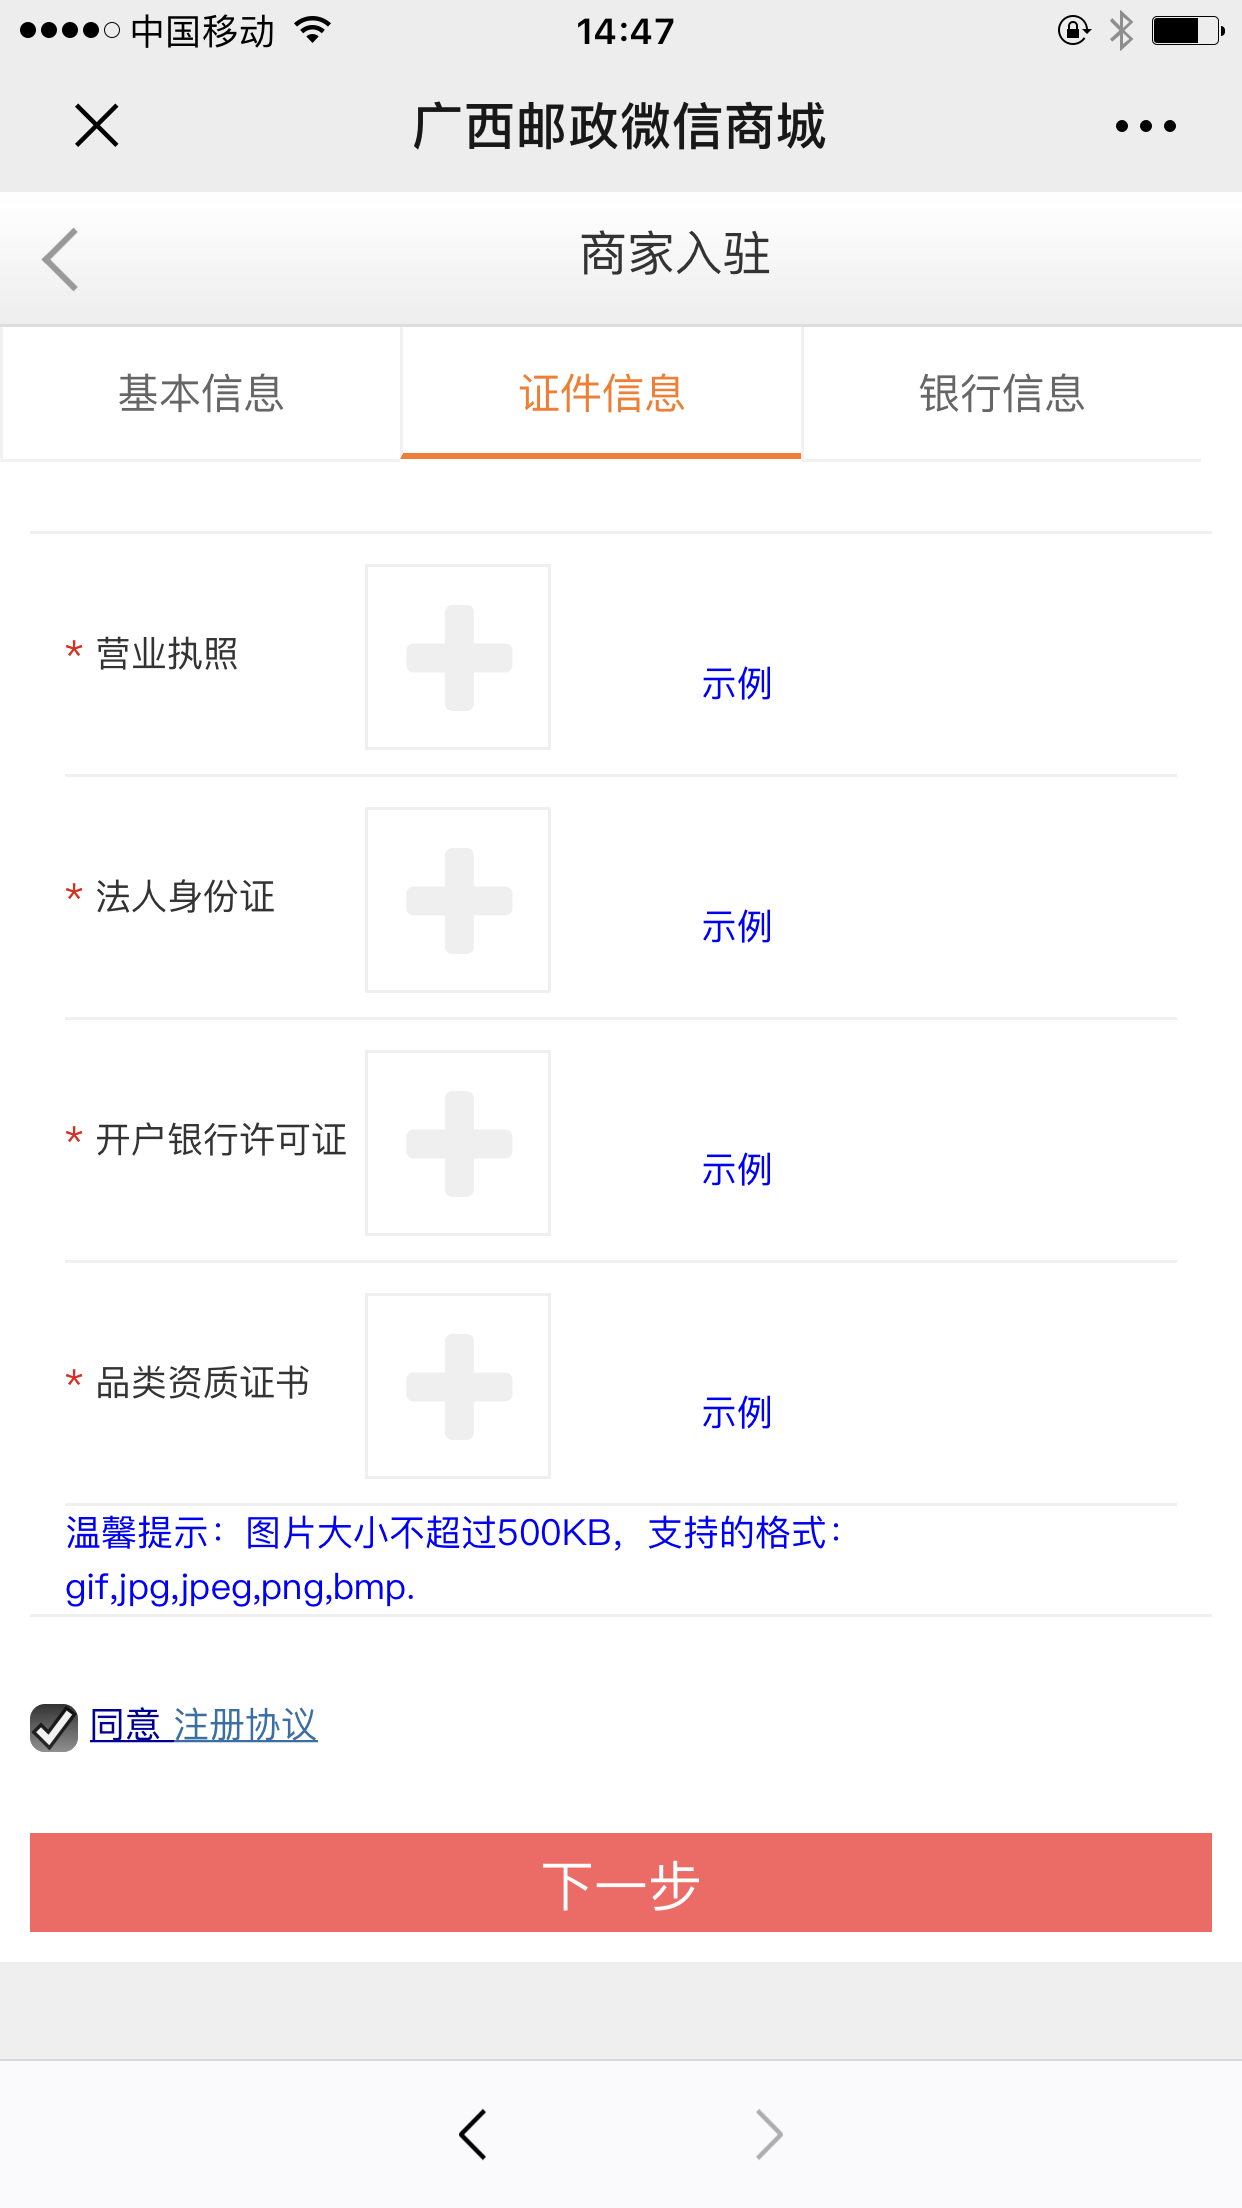 中国移动
14:47
广西邮政微信商城
商家入驻
基本信息
证件信息
银行信息
* 营业执照
示例
* 法人身份证
示例
* 开户银行许可证
示例
* 品类资质证书
示例
温馨提示：图片大小不超过500KB，支持的格式：
gif,jpg,jpeg,png,bmp.
同意 注册协议
下一步